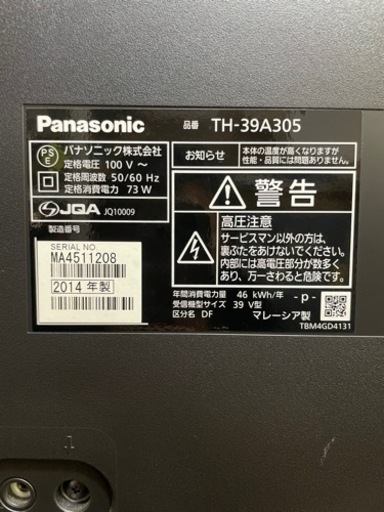 Panasonic 品番 TH-39A305
PSE
パナソニック株式会社
定格電圧 100 V ～
定格周波数 50/60 Hz
定格消費電力 73 W
JQA JQ10009
製造番号
SERIAL NO.
MA4511208
2014 年製
お知らせ
本体の温度が高くなりますが
性能・品質には問題ありません。
警告
高圧注意
サービスマン以外の方は、
裏ぶたをあけないでください。
内部には高電圧部分が数多く
あり、万一さわると危険です。
年間消費電力量 46 kWh/年 - p -
受信機型サイズ 39 V型
区分名 DF マレーシア製
TBM4GD4131
1